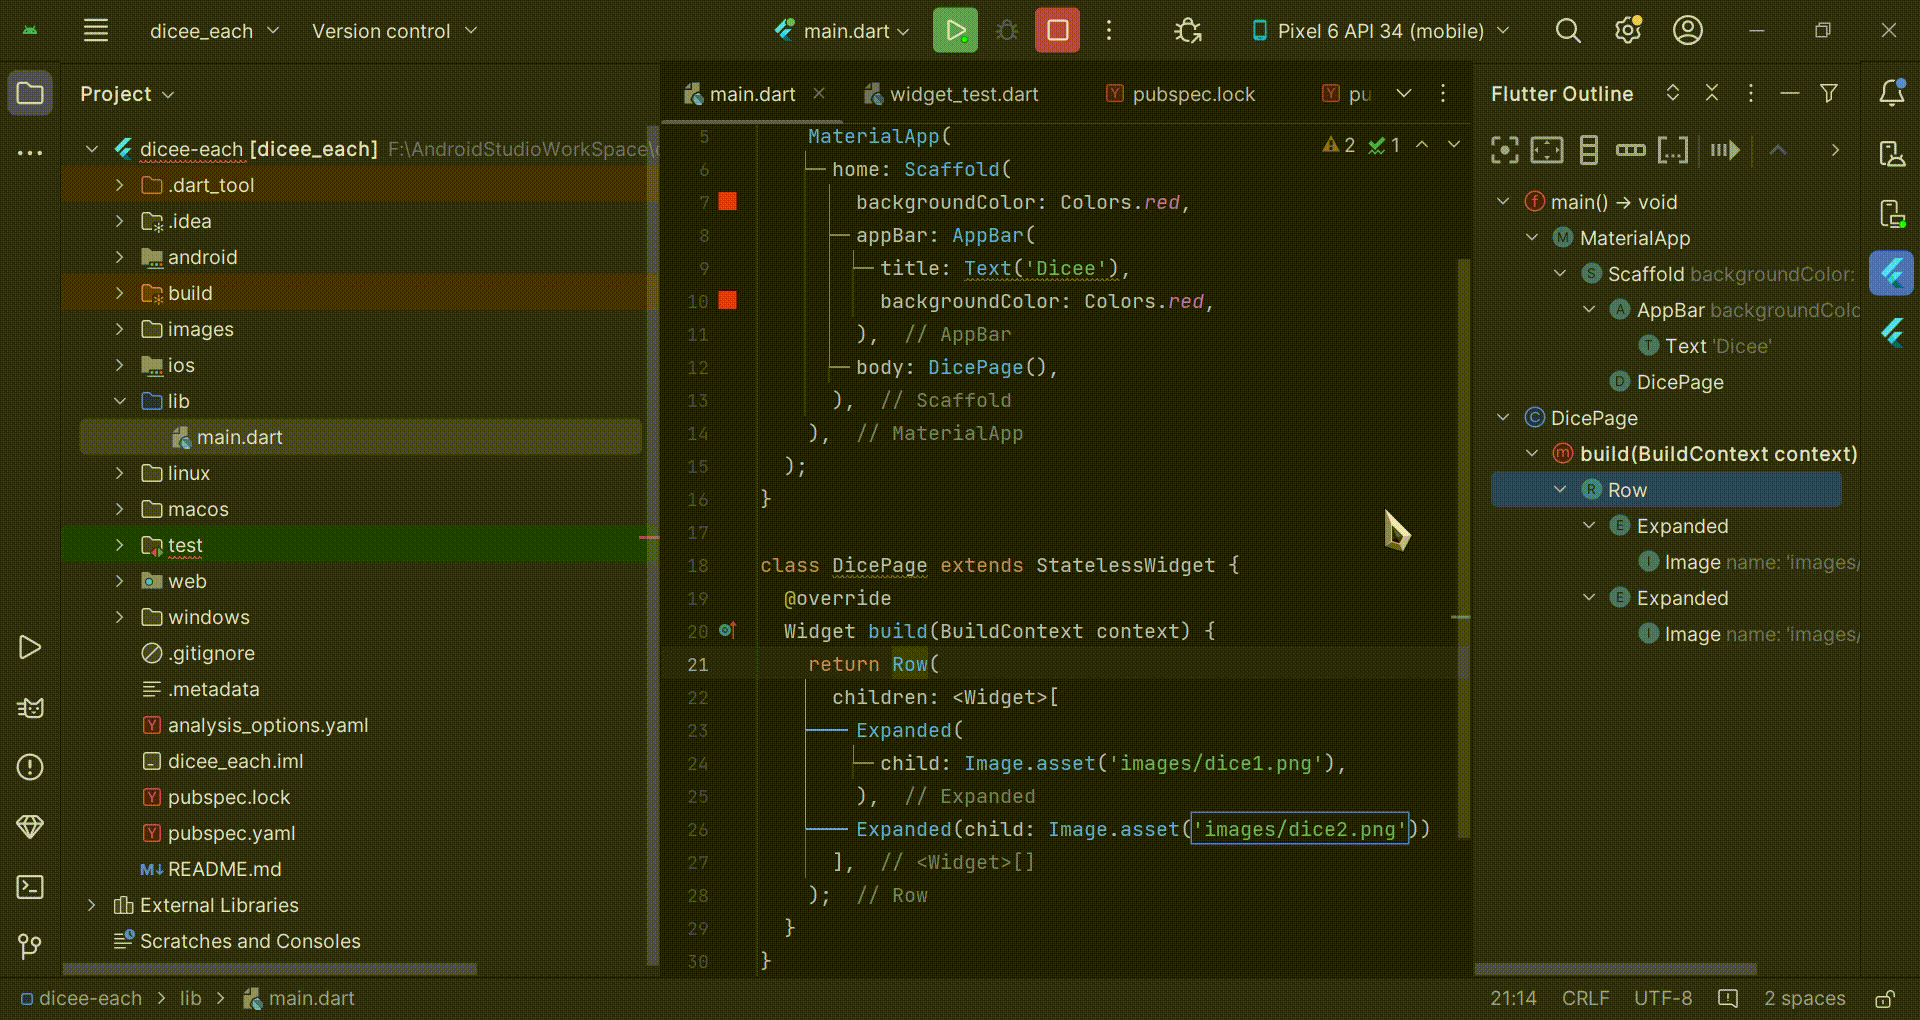 dicee_each
Version control
main.dart
Pixel 6 API 34 (mobile)
Project
dicee-each [dicee_each] F:\AndroidStudioWorkSpace\
.dart_tool
.idea
android
build
images
ios
lib
main.dart
linux
macos
test
web
windows
.gitignore
.metadata
analysis_options.yaml
dicee_each.iml
pubspec.lock
pubspec.yaml
README.md
External Libraries
Scratches and Consoles
main.dart
widget_test.dart
pubspec.lock
pu
2 1
5 MaterialApp(
6 home: Scaffold(
7 backgroundColor: Colors.red,
8 appBar: AppBar(
9 title: Text('Dicee'),
10 backgroundColor: Colors.red,
11 ), // AppBar
12 body: DicePage(),
13 ), // Scaffold
14 ), // MaterialApp
15 );
16 }
17
18 class DicePage extends StatelessWidget {
19 @override
20 Widget build(BuildContext context) {
21 return Row(
22 children: <Widget>[
23 Expanded(
24 child: Image.asset('images/dice1.png'),
25 ), // Expanded
26 Expanded(child: Image.asset('images/dice2.png'))
27 ], // <Widget>[]
28 ); // Row
29 }
30 }
Flutter Outline
main() → void
MaterialApp
Scaffold backgroundColor:
AppBar backgroundColo
Text 'Dicee'
DicePage
DicePage
build(BuildContext context)
Row
Expanded
Image name: 'images/
Expanded
Image name: 'images/
dicee-each > lib > main.dart
21:14 CRLF UTF-8 2 spaces